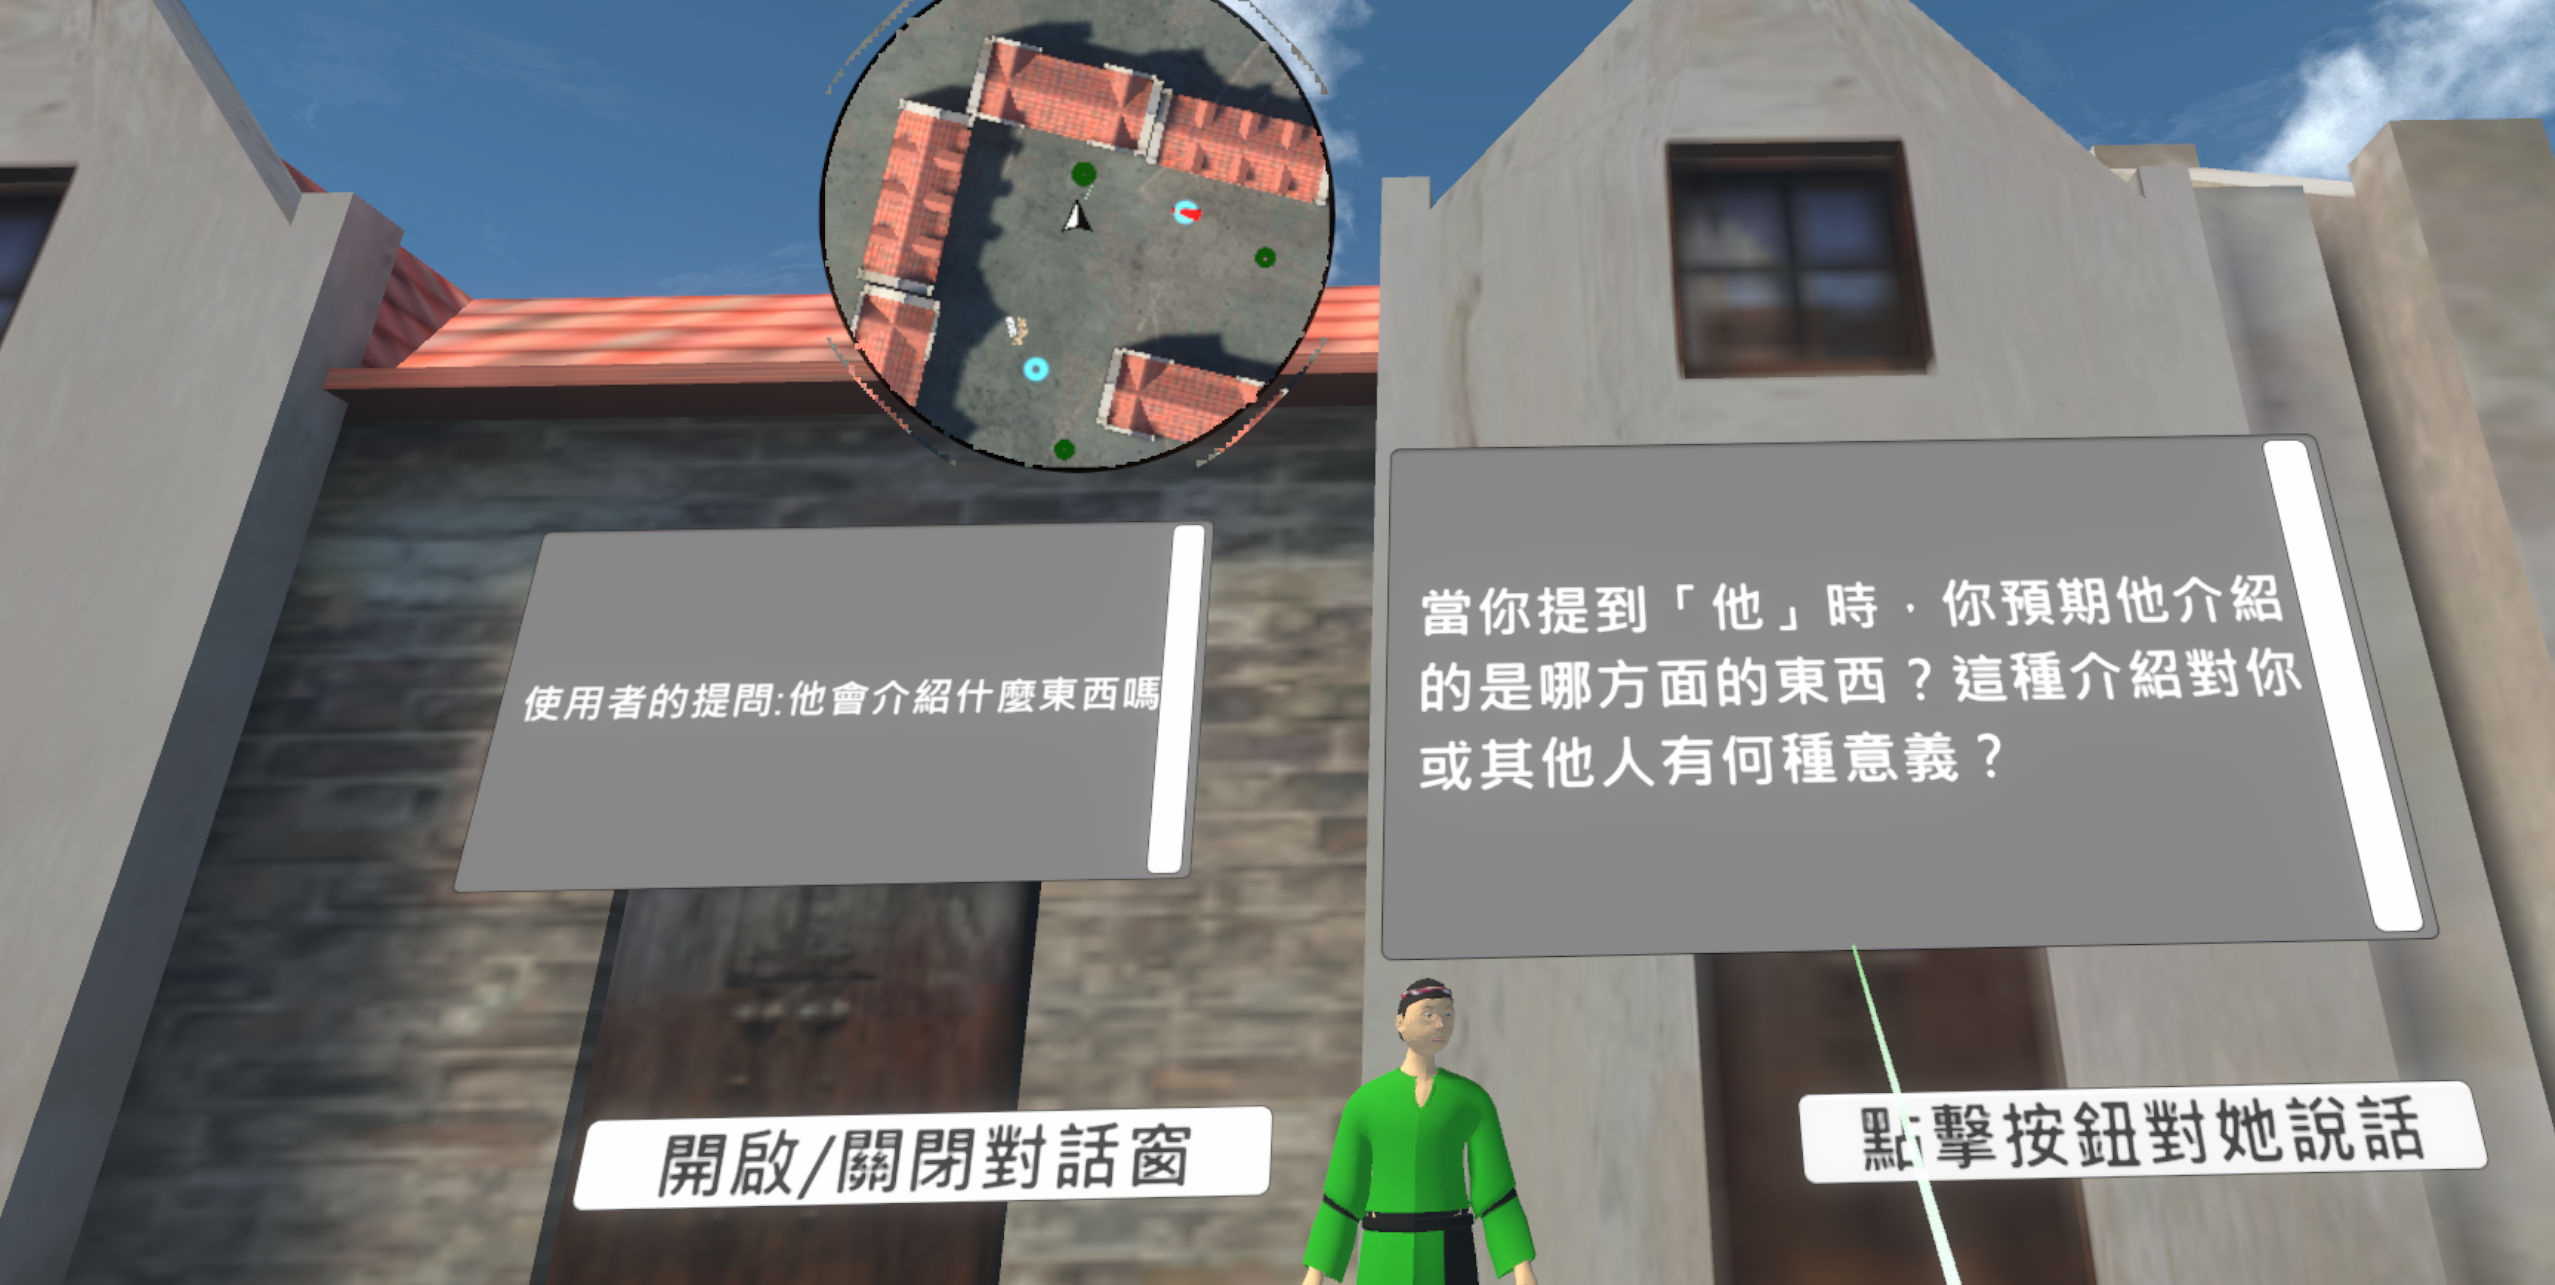 使用者的提問:他會介紹什麼東西嗎
當你提到「他」時，你預期他介紹
的是哪方面的東西？這種介紹對你
或其他人有何種意義？
開啟/關閉對話窗
點擊按鈕對她說話